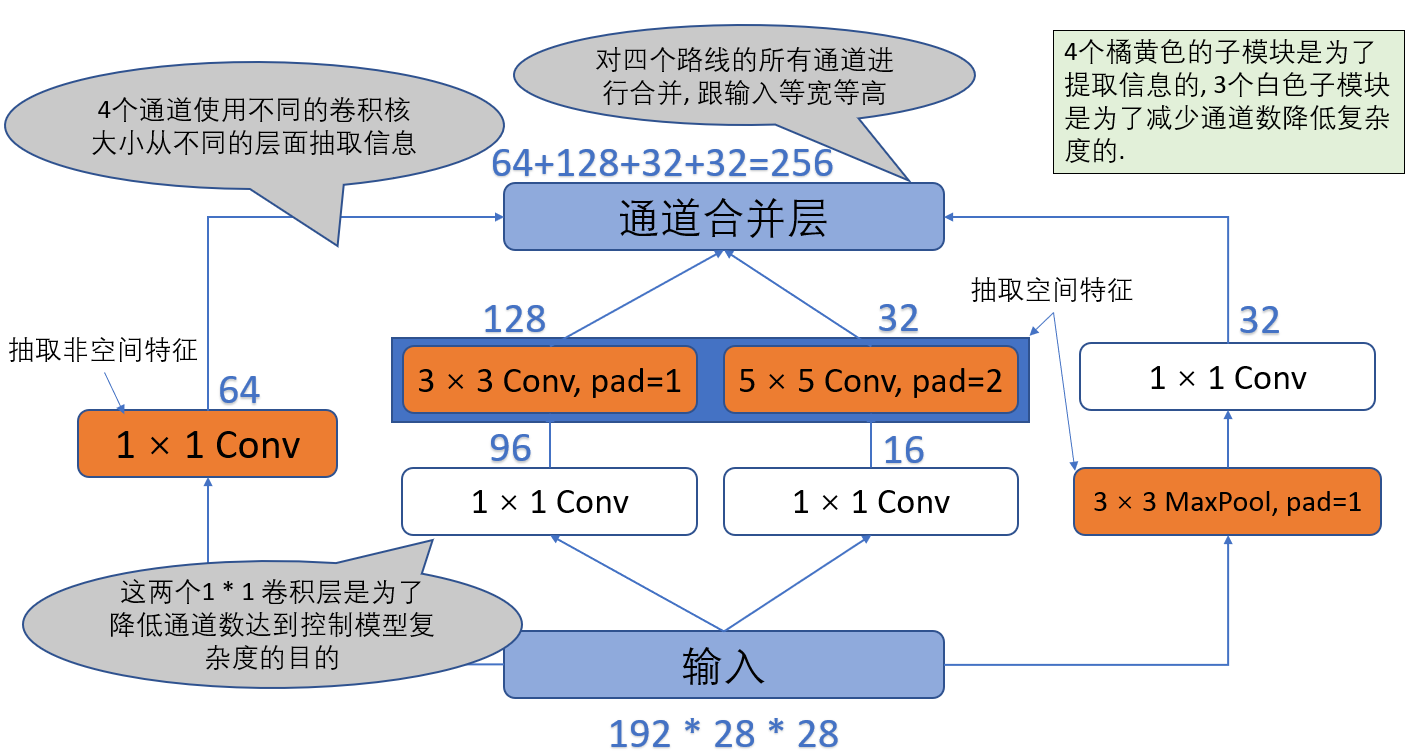 4个通道使用不同的卷积核
大小从不同的层面抽取信息
对四个路线的所有通道进
行合并, 跟输入等宽等高
4个橘黄色的子模块是为了
提取信息的, 3个白色子模块
是为了减少通道数降低复杂
度的.
64+128+32+32=256
通道合并层
抽取空间特征
128
32
32
抽取非空间特征
64
3 × 3 Conv, pad=1
5 × 5 Conv, pad=2
1 × 1 Conv
1 × 1 Conv
96
16
1 × 1 Conv
1 × 1 Conv
3 × 3 MaxPool, pad=1
这两个1 * 1 卷积层是为了
降低通道数达到控制模型复
杂度的目的
输入
192 * 28 * 28